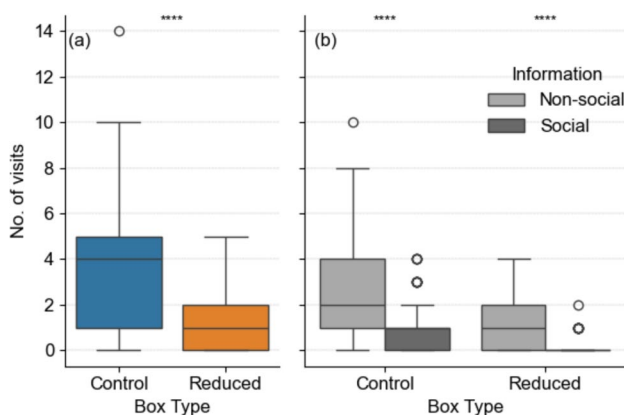 **** **** ****
(a) (b)
14
12
10
8
6
4
2
0
No. of visits
Information
Non-social
Social
Control Reduced Control Reduced
Box Type Box Type